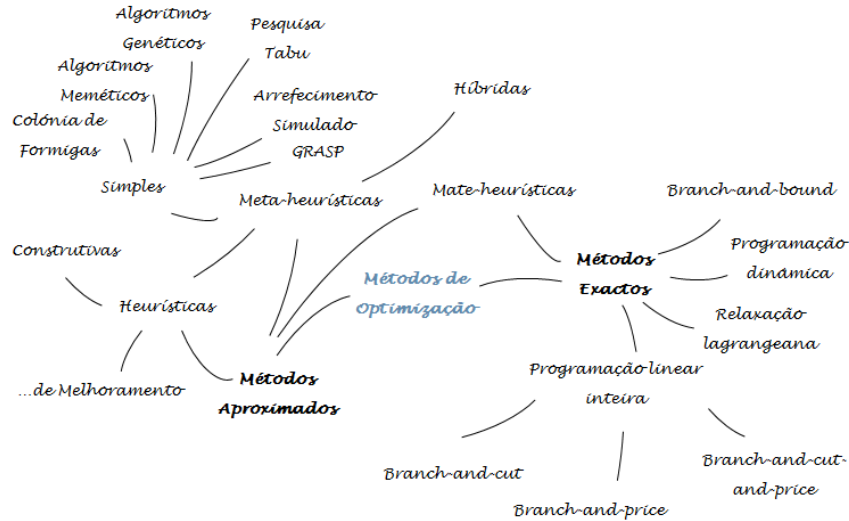 Algoritmos
Genéticos
Pesquisa
Tabu
Algoritmos
Meméticos
Híbridas
Arrefecimento
Simulado
Colónia de
Formigas
GRASP
Simples
Meta-heurísticas
Mate-heurísticas
Branch-and-bound
Construtivas
Métodos
Exactos
Programação
dinámica
Métodos de
Optimização
Heurísticas
Relaxação
lagrangeana
Programação linear
inteira
...de Melhoramento
Métodos
Aproximados
Branch-and-cut
Branch-and-cut-
and-price
Branch-and-price